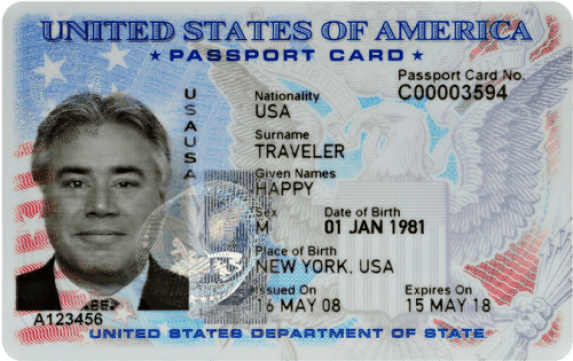 UNITED STATES OF AMERICA
★ PASSPORT CARD ★
Passport Card No.
C00003594
Nationality
USA
Surname
TRAVELER
Given Names
HAPPY
Sex
M
Date of Birth
01 JAN 1981
Place of Birth
NEW YORK, USA
Issued On
16 MAY 08
Expires On
15 MAY 18
USAUSA
A123456
UNITED STATES DEPARTMENT OF STATE